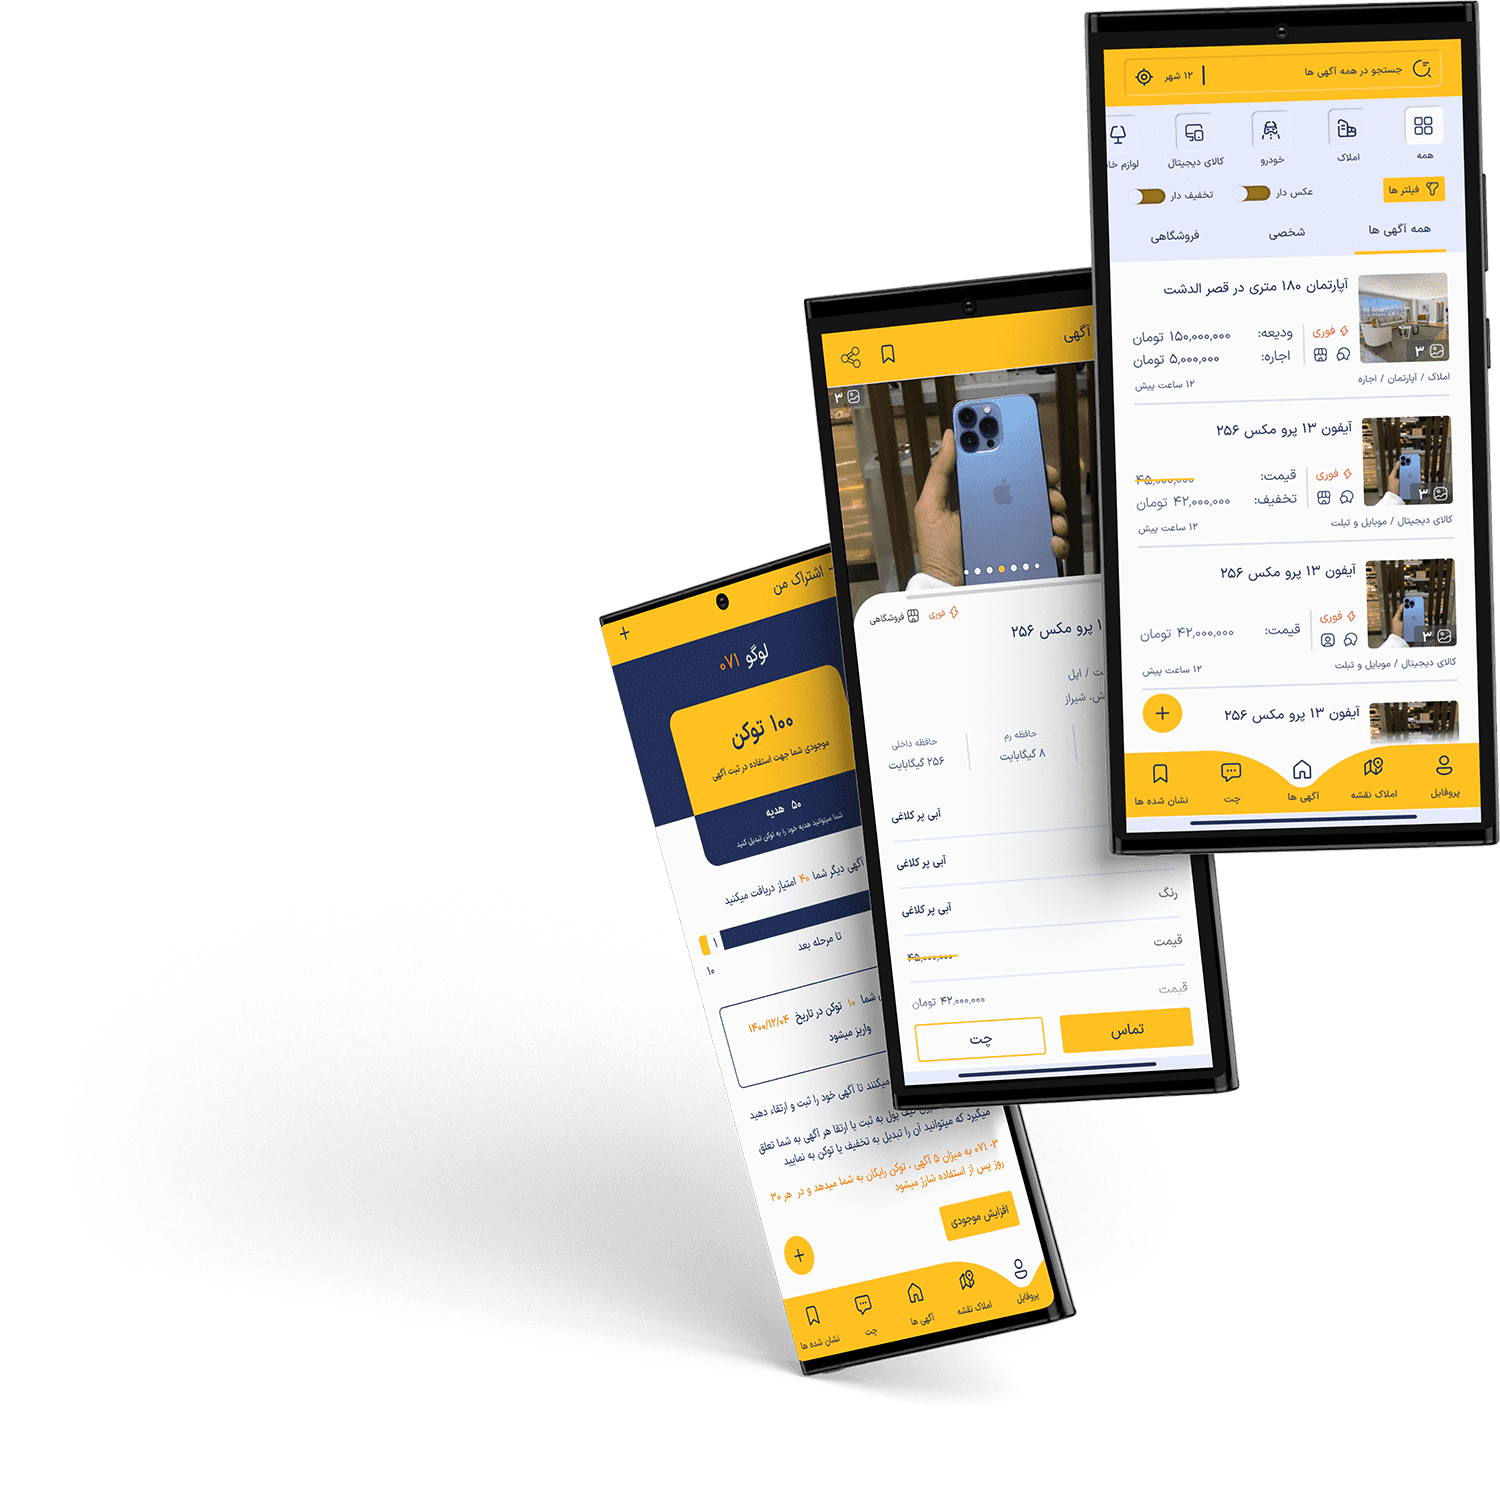 جستجو در همه آگهی ها
۱۲ شهر
همه
املاک
خودرو
کالای دیجیتال
لوازم خا
فیلتر ها
عکس دار
تخفیف دار
همه آگهی ها
شخصی
فروشگاهی
آپارتمان ۱۸۰ متری در قصر الدشت
فوری
ودیعه: ۱۵۰,۰۰۰,۰۰۰ تومان
اجاره: ۵,۰۰۰,۰۰۰ تومان
۳
املاک / آپارتمان / اجاره
۱۲ ساعت پیش
آیفون ۱۳ پرو مکس ۲۵۶
فوری
قیمت: ۴۵,۰۰۰,۰۰۰
تخفیف: ۴۲,۰۰۰,۰۰۰ تومان
۳
کالای دیجیتال / موبایل و تبلت
۱۲ ساعت پیش
آیفون ۱۳ پرو مکس ۲۵۶
فوری
قیمت: ۴۲,۰۰۰,۰۰۰ تومان
۳
کالای دیجیتال / موبایل و تبلت
۱۲ ساعت پیش
آیفون ۱۳ پرو مکس ۲۵۶
پروفایل
املاک نقشه
آگهی ها
چت
نشان شده ها
آگهی
۳
فوری
فروشگاهی
پرو مکس ۲۵۶
/ اپل
شیراز
حافظه رم
۸ گیگابایت
حافظه داخلی
۲۵۶ گیگابایت
آبی پر کلاغی
آبی پر کلاغی
رنگ
آبی پر کلاغی
قیمت
۴۵,۰۰۰,۰۰۰
قیمت
۴۲,۰۰۰,۰۰۰ تومان
تماس
چت
- اشتراک من
لوگو ۰۷۱
۱۰۰ توکن
موجودی شما جهت استفاده در ثبت آگهی
۵۰ هدیه
شما میتوانید هدیه خود را به توکن تبدیل کنید
آگهی دیگر شما ۴۰ امتیاز دریافت میکنید
۱
تا مرحله بعد
۱۰
شما ۱۰ توکن در تاریخ ۱۴۰۰/۱۲/۰۴
واریز میشود
میکنند تا آگهی خود را ثبت و ارتقاء دهید
پول به ثبت یا ارتقا هر آگهی به شما تعلق
میگیرد که میتوانید آن را تبدیل به تخفیف یا توکن به نمایید
۳- ۰۷۱ به میزان ۵ آگهی ، توکن رایگان به شما میدهد و در هر ۳۰
روز پس از استفاده شارژ میشود
افزایش موجودی
پروفایل
املاک نقشه
آگهی ها
چت
نشان شده ها